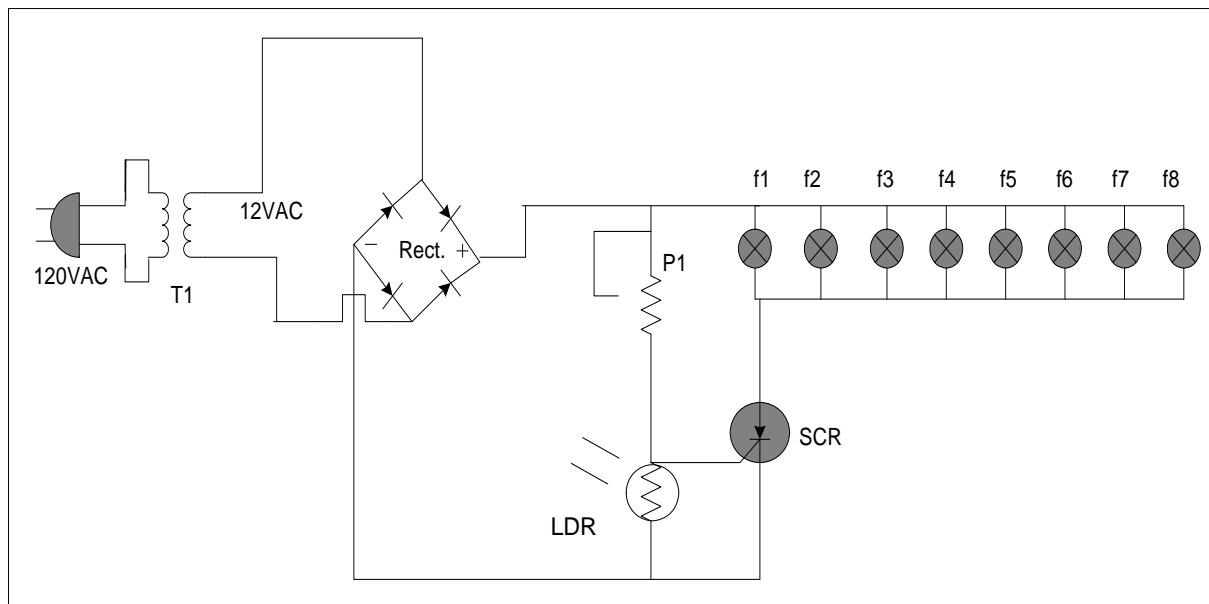 f1 f2 f3 f4 f5 f6 f7 f8
12VAC
Rect.
− +
P1
120VAC
T1
SCR
LDR